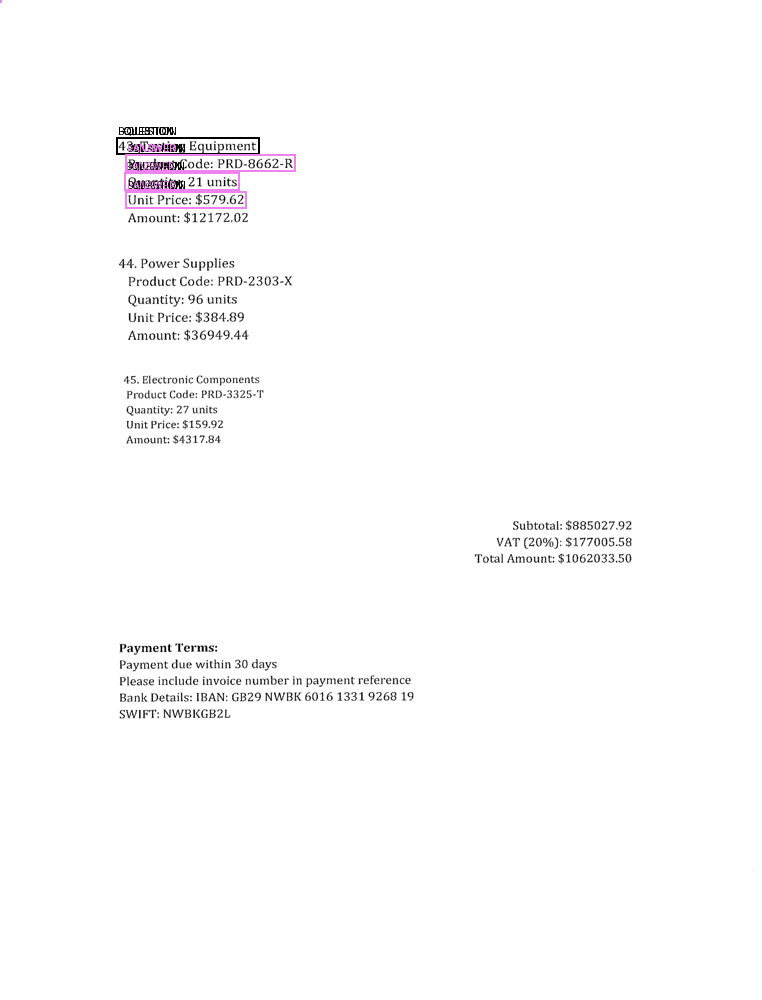 43. Testing Equipment
Product Code: PRD-8662-R
Quantity: 21 units
Unit Price: $579.62
Amount: $12172.02
44. Power Supplies
Product Code: PRD-2303-X
Quantity: 96 units
Unit Price: $384.89
Amount: $36949.44
45. Electronic Components
Product Code: PRD-3325-T
Quantity: 27 units
Unit Price: $159.92
Amount: $4317.84
Subtotal: $885027.92
VAT (20%): $177005.58
Total Amount: $1062033.50
Payment Terms:
Payment due within 30 days
Please include invoice number in payment reference
Bank Details: IBAN: GB29 NWBK 6016 1331 9268 19
SWIFT: NWBKGB2L